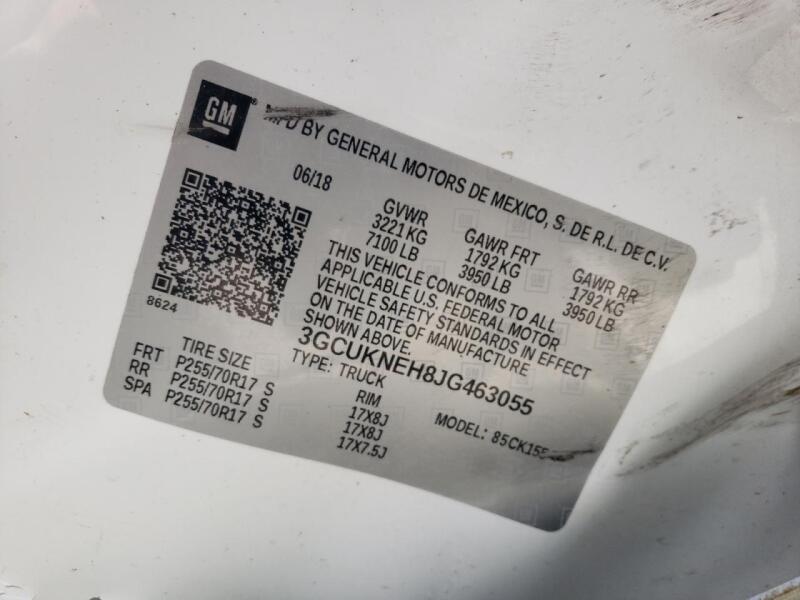 GM
MFD BY GENERAL MOTORS DE MEXICO, S. DE R.L. DE C.V.
06/18
GVWR GAWR FRT GAWR RR
3221 KG 1792 KG 1792 KG
7100 LB 3950 LB 3950 LB
THIS VEHICLE CONFORMS TO ALL
APPLICABLE U.S. FEDERAL MOTOR
VEHICLE SAFETY STANDARDS IN EFFECT
ON THE DATE OF MANUFACTURE
SHOWN ABOVE.
3GCUKNEH8JG463055
8624
TYPE: TRUCK MODEL:
TIRE SIZE RIM
FRT P255/70R17 S 17X8J
RR P255/70R17 S 17X8J
SPA P255/70R17 S 17X7.5J